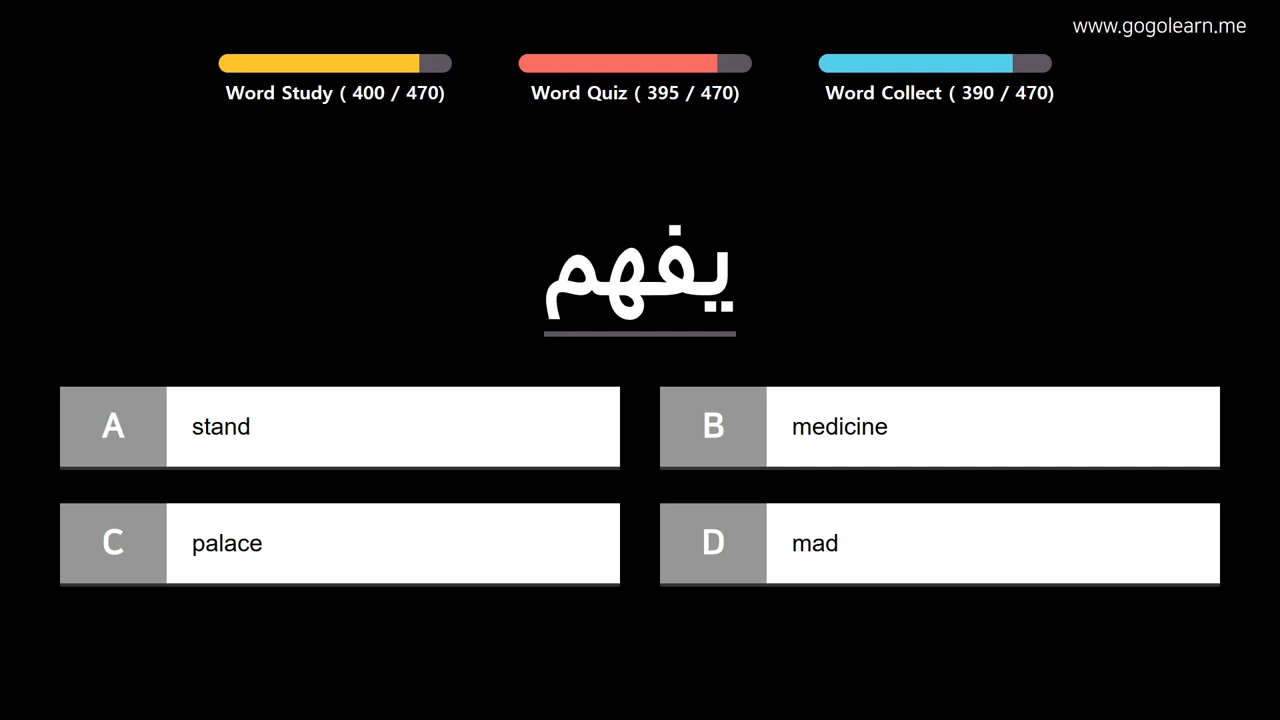 www.gogolearn.me
Word Study ( 400 / 470)
Word Quiz ( 395 / 470)
Word Collect ( 390 / 470)
يفهم
A stand
B medicine
C palace
D mad